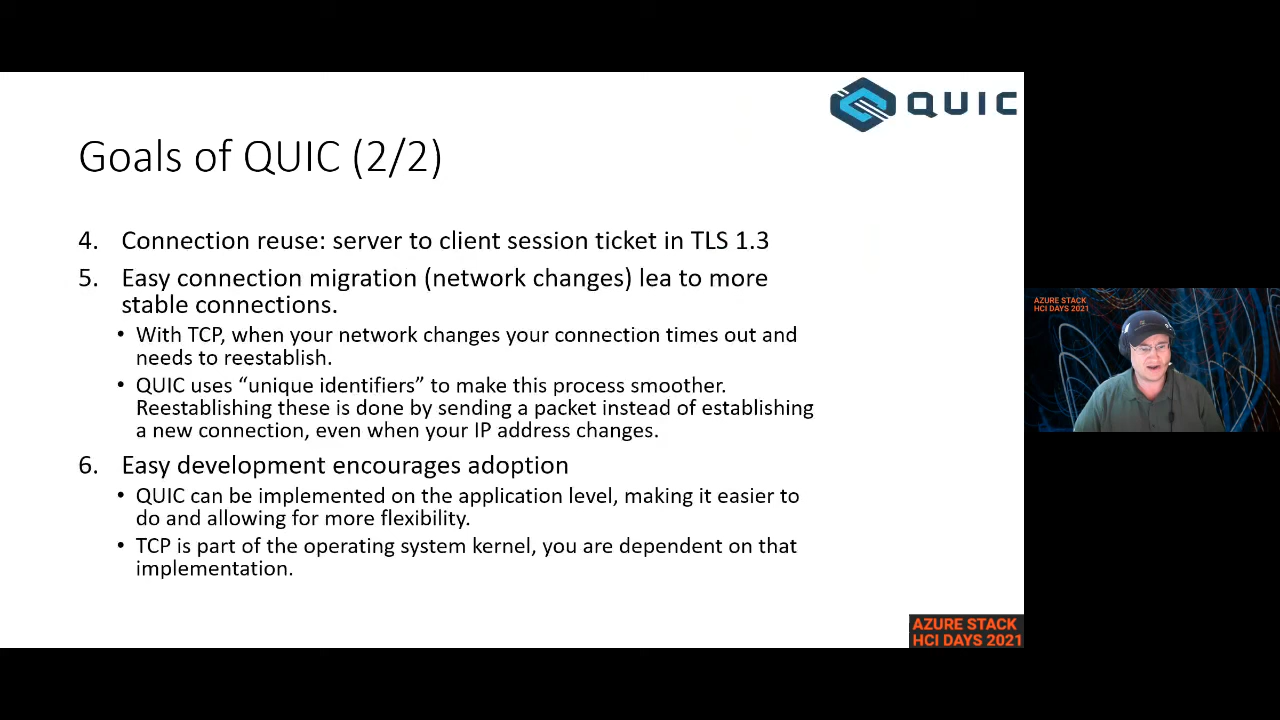 QUIC
Goals of QUIC (2/2)
4. Connection reuse: server to client session ticket in TLS 1.3
5. Easy connection migration (network changes) lea to more
stable connections.
• With TCP, when your network changes your connection times out and
needs to reestablish.
• QUIC uses “unique identifiers” to make this process smoother.
Reestablishing these is done by sending a packet instead of establishing
a new connection, even when your IP address changes.
6. Easy development encourages adoption
• QUIC can be implemented on the application level, making it easier to
do and allowing for more flexibility.
• TCP is part of the operating system kernel, you are dependent on that
implementation.
AZURE STACK
HCI DAYS 2021
AZURE STACK
HCI DAYS 2021